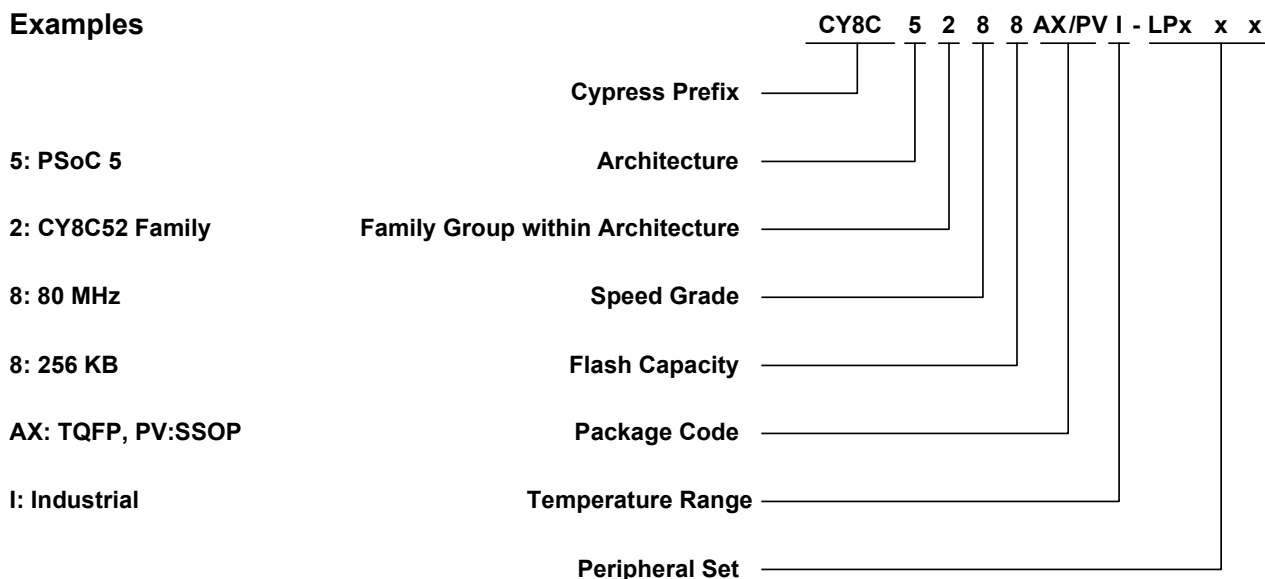 Examples CY8C 5 2 8 8 AX/PV I - LPx x x
Cypress Prefix
5: PSoC 5 Architecture
2: CY8C52 Family Family Group within Architecture
8: 80 MHz Speed Grade
8: 256 KB Flash Capacity
AX: TQFP, PV:SSOP Package Code
I: Industrial Temperature Range
Peripheral Set